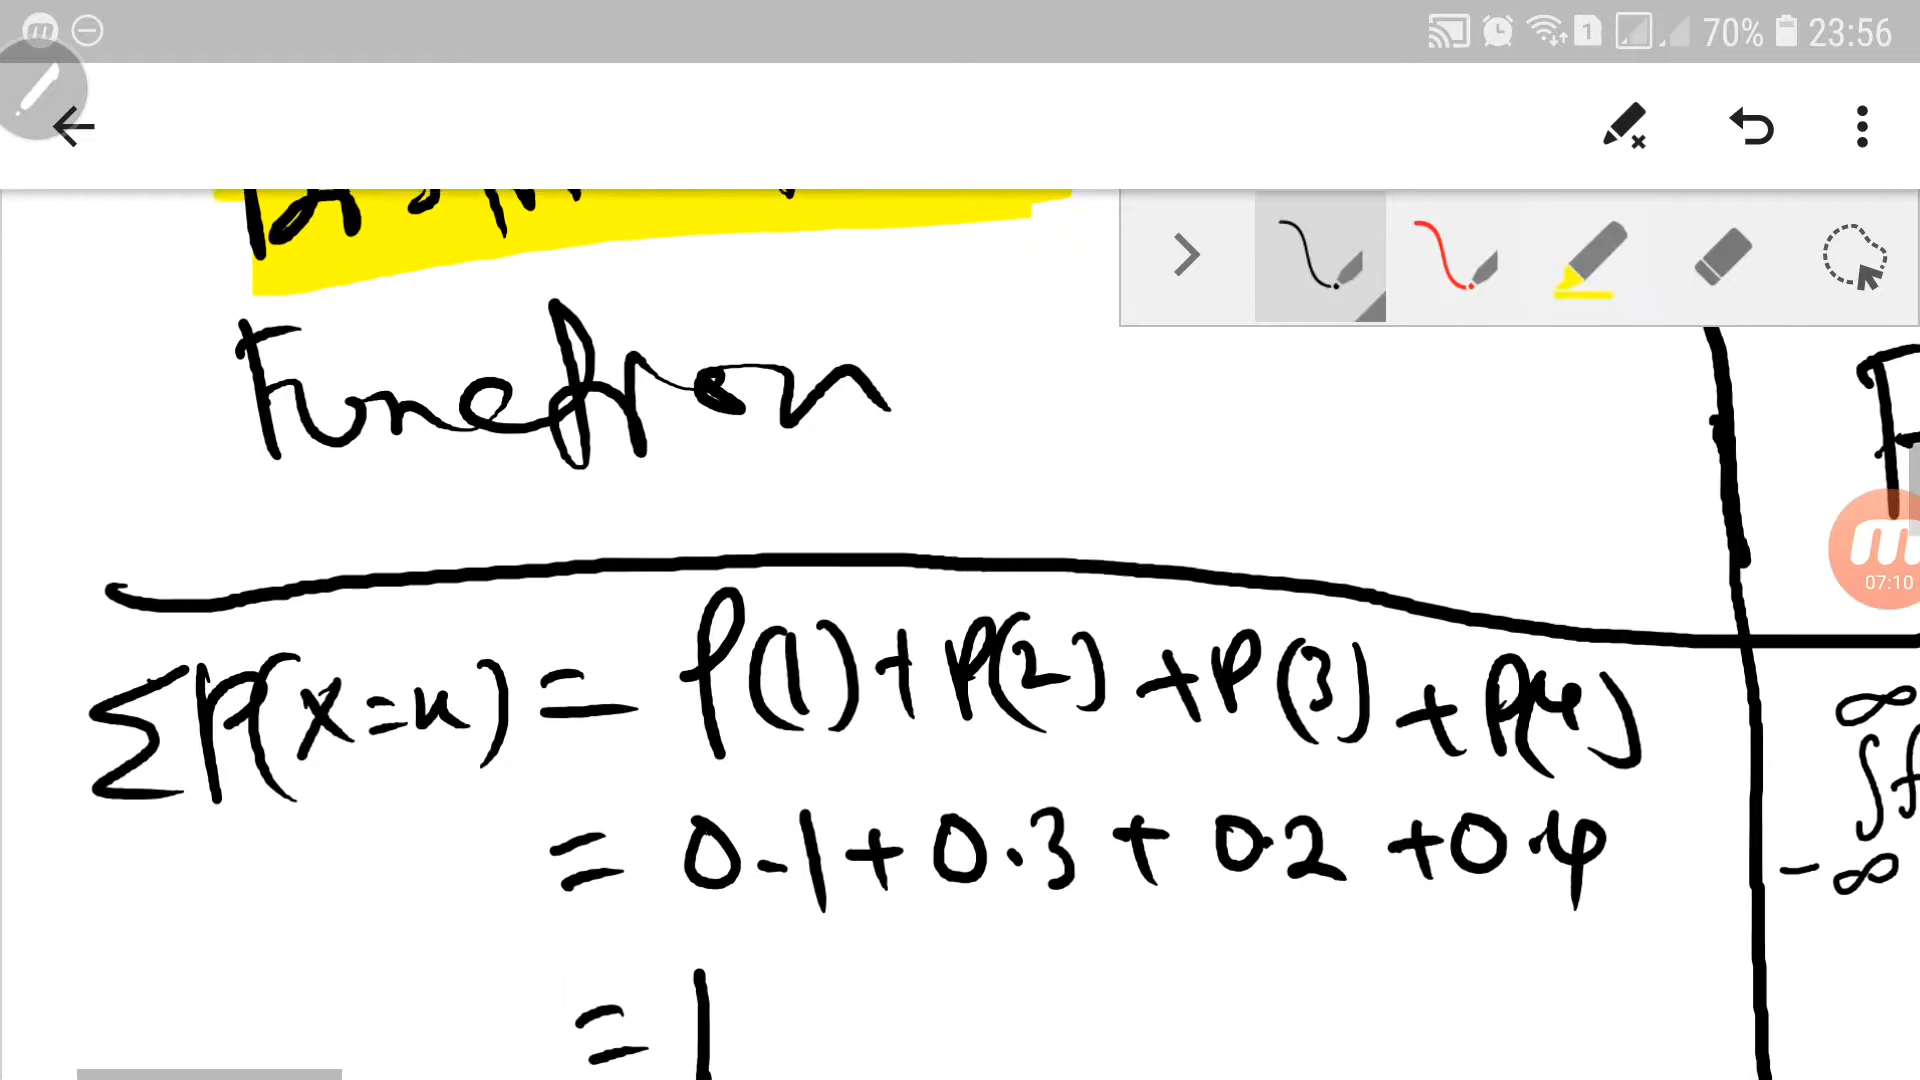 70% 23:56
Function
07:10
ΣP(X=x) = P(1)+P(2)+P(3)+P(4)
= 0.1+0.3+0.2+0.4
= 1
∞
∫f
-∞